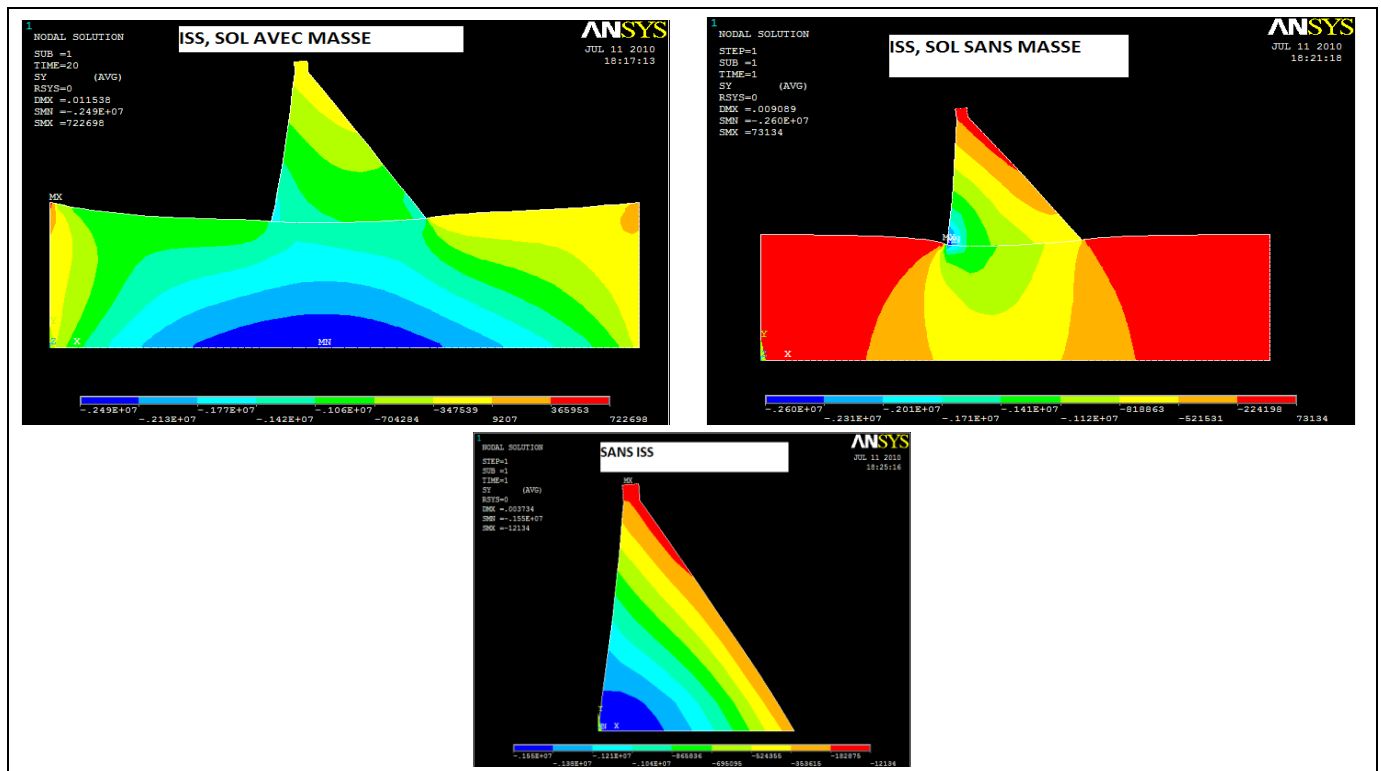 1
NODAL SOLUTION
SUB =1
TIME=20
SY (AVG)
RSYS=0
DMX =.011538
SMN =-.249E+07
SMX =722698
ISS, SOL AVEC MASSE
ANSYS
JUL 11 2010
18:17:13
MX
Z X
MN
-.249E+07 -.177E+07 -.106E+07 -347539 365953
-.213E+07 -.142E+07 -704284 9207 722698
1
NODAL SOLUTION
STEP=1
SUB =1
TIME=1
SY (AVG)
RSYS=0
DMX =.009089
SMN =-.260E+07
SMX =73134
ISS, SOL SANS MASSE
ANSYS
JUL 11 2010
18:21:18
MN
Y
X
-.260E+07 -.201E+07 -.141E+07 -818863 -224198
-.231E+07 -.171E+07 -.112E+07 -521531 73134
1
NODAL SOLUTION
STEP=1
SUB =1
TIME=1
SY (AVG)
RSYS=0
DMX =.003734
SMN =-.155E+07
SMX =-12134
SANS ISS
ANSYS
JUL 11 2010
18:25:16
MX
X
-.155E+07 -.121E+07 -865836 -524355 -182875
-.138E+07 -.104E+07 -695095 -353615 -12134